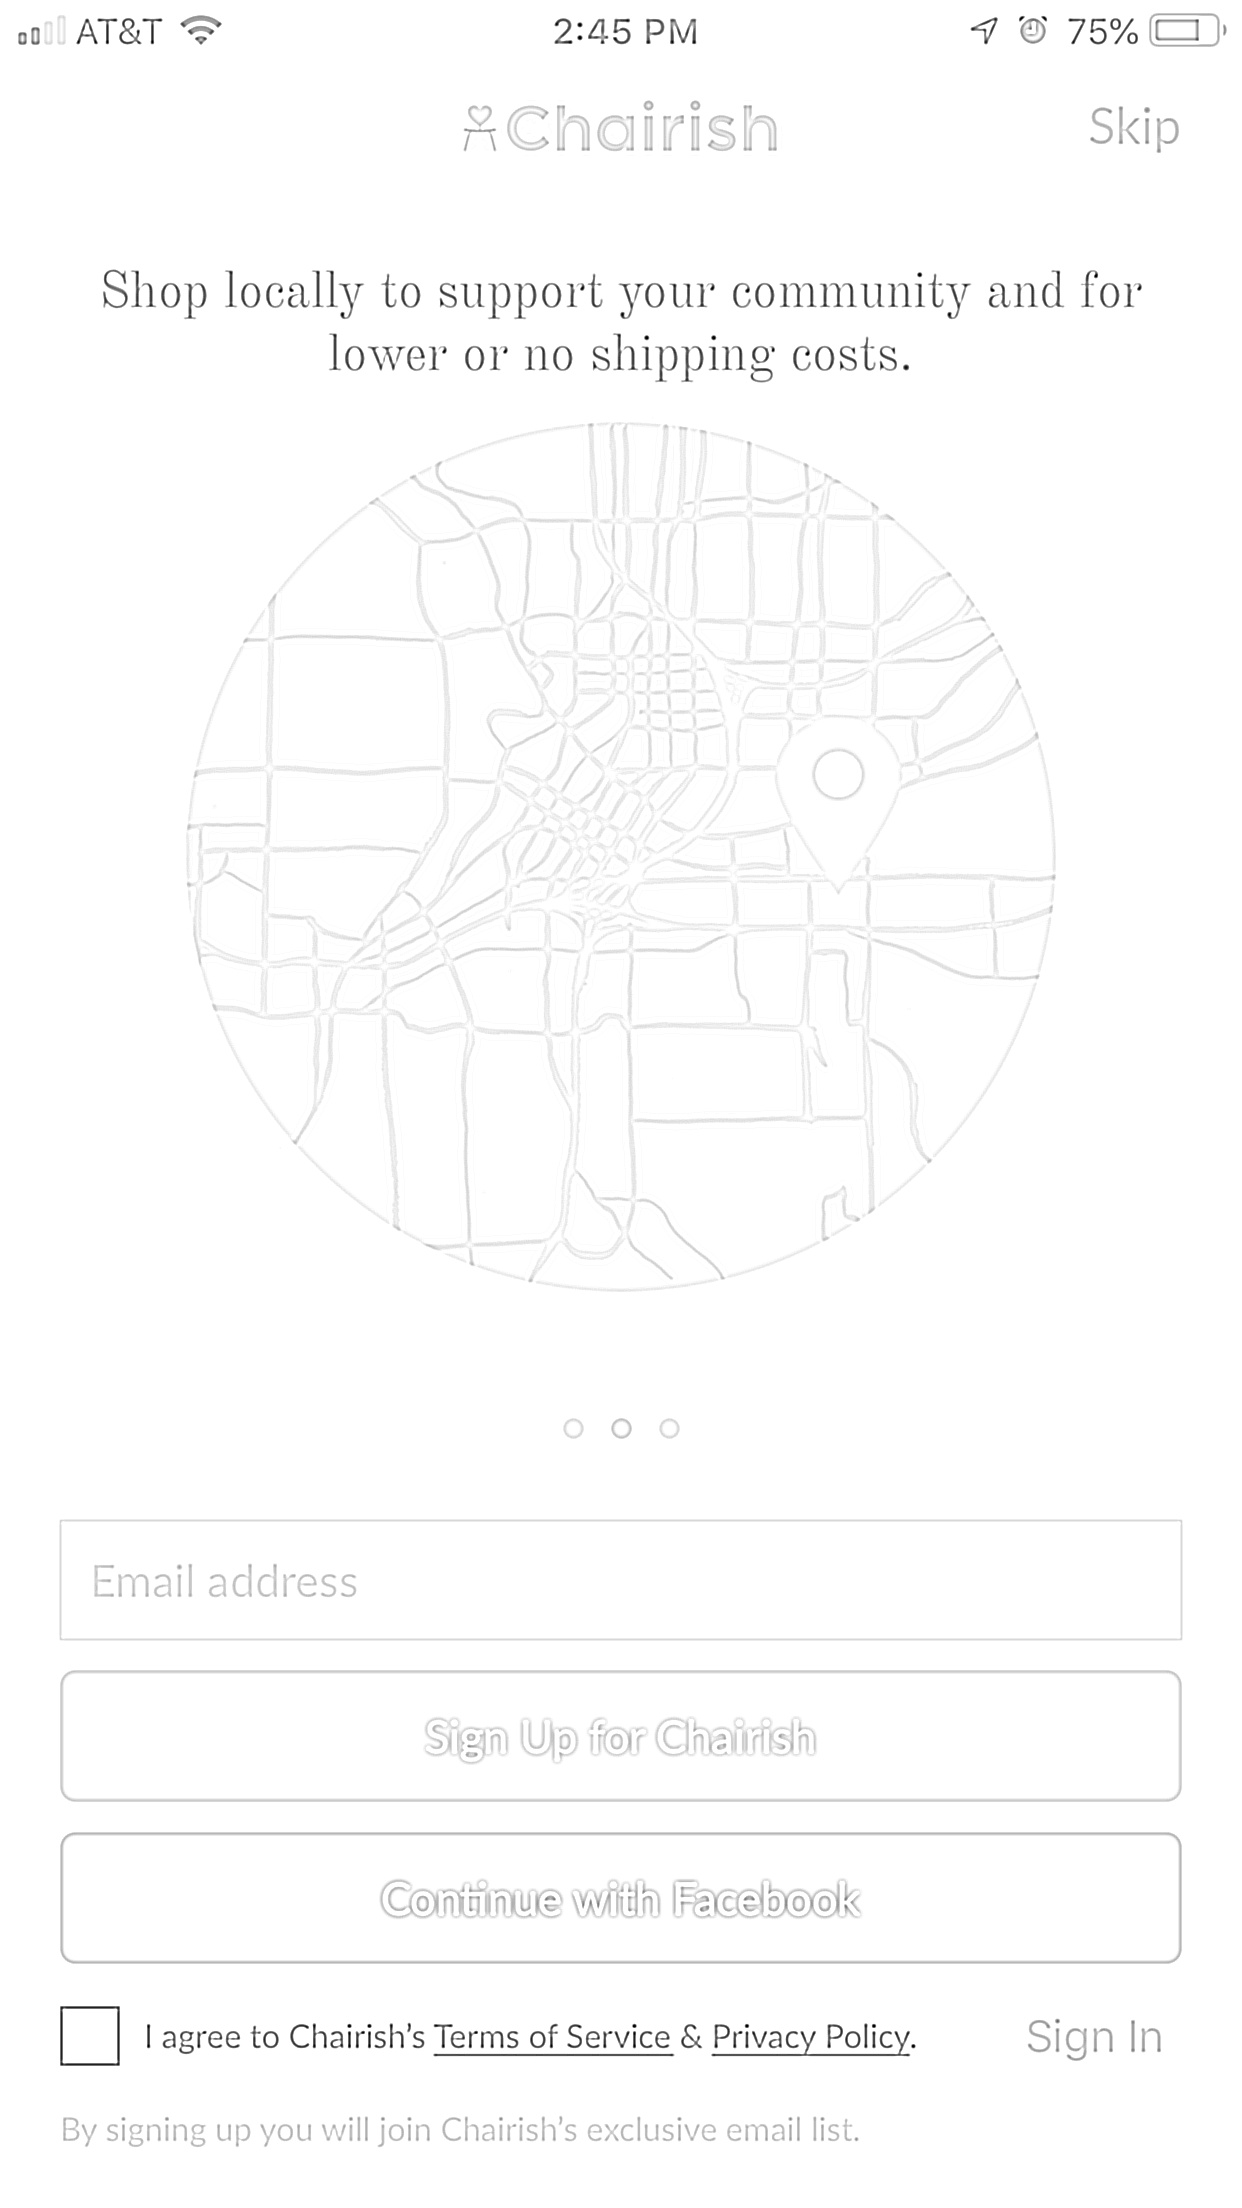 AT&T 2:45 PM 75%
Chairish Skip
Shop locally to support your community and for
lower or no shipping costs.
Email address
Sign Up for Chairish
Continue with Facebook
I agree to Chairish’s Terms of Service & Privacy Policy. Sign In
By signing up you will join Chairish’s exclusive email list.